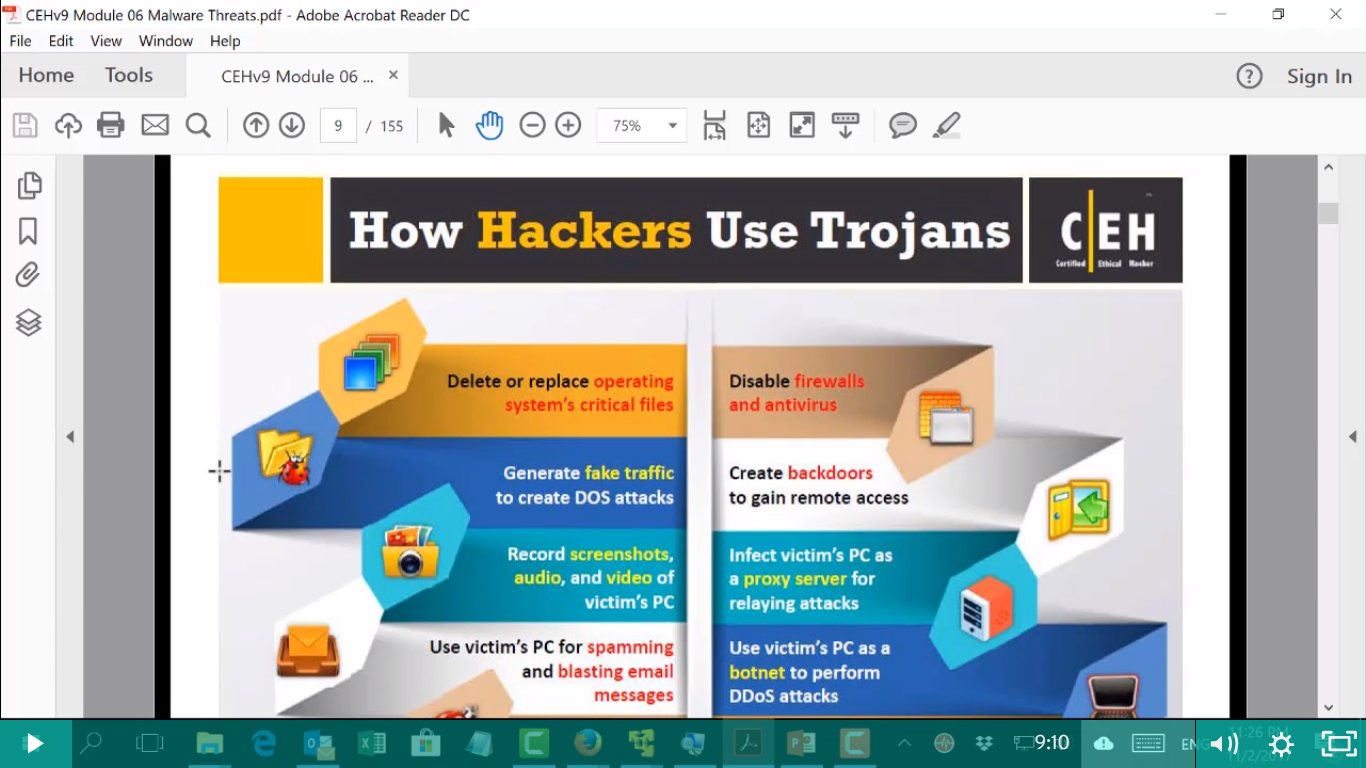 CEHv9 Module 06 Malware Threats.pdf - Adobe Acrobat Reader DC
File Edit View Window Help
Home Tools CEHv9 Module 06 ... Sign In
9 / 155 75%
How Hackers Use Trojans
C|EH
Certified Ethical Hacker
Delete or replace operating
system's critical files
Generate fake traffic
to create DOS attacks
Record screenshots,
audio, and video of
victim's PC
Use victim's PC for spamming
and blasting email
messages
Disable firewalls
and antivirus
Create backdoors
to gain remote access
Infect victim's PC as
a proxy server for
relaying attacks
Use victim's PC as a
botnet to perform
DDoS attacks
9:10